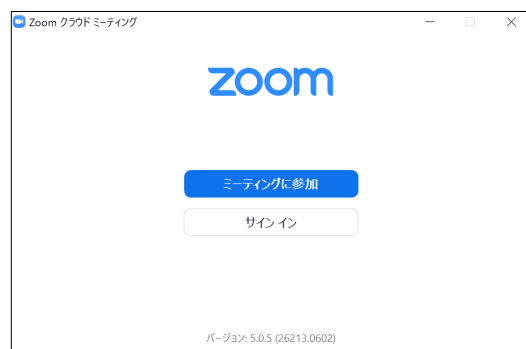 Zoom クラウド ミーティング
zoom
ミーティングに参加
サイン イン
バージョン: 5.0.5 (26213.0602)